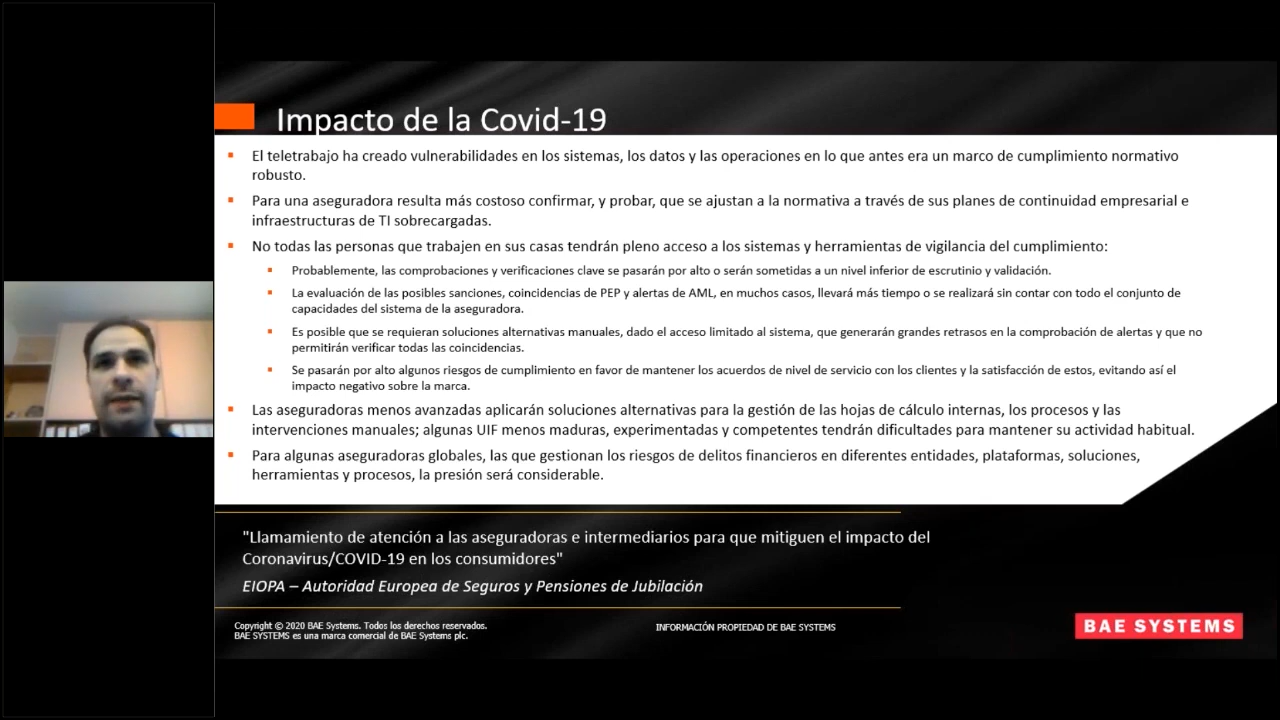 Impacto de la Covid-19
El teletrabajo ha creado vulnerabilidades en los sistemas, los datos y las operaciones en lo que antes era un marco de cumplimiento normativo
robusto.
Para una aseguradora resulta más costoso confirmar, y probar, que se ajustan a la normativa a través de sus planes de continuidad empresarial e
infraestructuras de TI sobrecargadas.
No todas las personas que trabajen en sus casas tendrán pleno acceso a los sistemas y herramientas de vigilancia del cumplimiento:
Probablemente, las comprobaciones y verificaciones clave se pasarán por alto o serán sometidas a un nivel inferior de escrutinio y validación.
La evaluación de las posibles sanciones, coincidencias de PEP y alertas de AML, en muchos casos, llevará más tiempo o se realizará sin contar con todo el conjunto de
capacidades del sistema de la aseguradora.
Es posible que se requieran soluciones alternativas manuales, dado el acceso limitado al sistema, que generarán grandes retrasos en la comprobación de alertas y que no
permitirán verificar todas las coincidencias.
Se pasarán por alto algunos riesgos de cumplimiento en favor de mantener los acuerdos de nivel de servicio con los clientes y la satisfacción de estos, evitando así el
impacto negativo sobre la marca.
Las aseguradoras menos avanzadas aplicarán soluciones alternativas para la gestión de las hojas de cálculo internas, los procesos y las
intervenciones manuales; algunas UIF menos maduras, experimentadas y competentes tendrán dificultades para mantener su actividad habitual.
Para algunas aseguradoras globales, las que gestionan los riesgos de delitos financieros en diferentes entidades, plataformas, soluciones,
herramientas y procesos, la presión será considerable.
"Llamamiento de atención a las aseguradoras e intermediarios para que mitiguen el impacto del
Coronavirus/COVID-19 en los consumidores"
EIOPA – Autoridad Europea de Seguros y Pensiones de Jubilación
Copyright © 2020 BAE Systems. Todos los derechos reservados.
BAE SYSTEMS es una marca comercial de BAE Systems plc.
INFORMACIÓN PROPIEDAD DE BAE SYSTEMS
BAE SYSTEMS